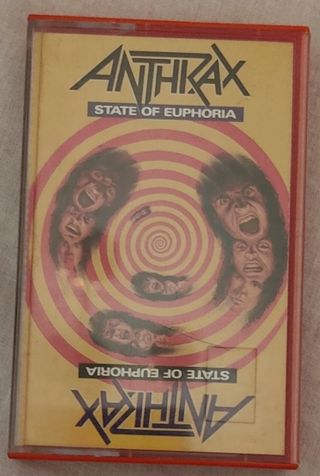 ANTHRAX
STATE OF EUPHORIA
STATE OF EUPHORIA
ANTHRAX